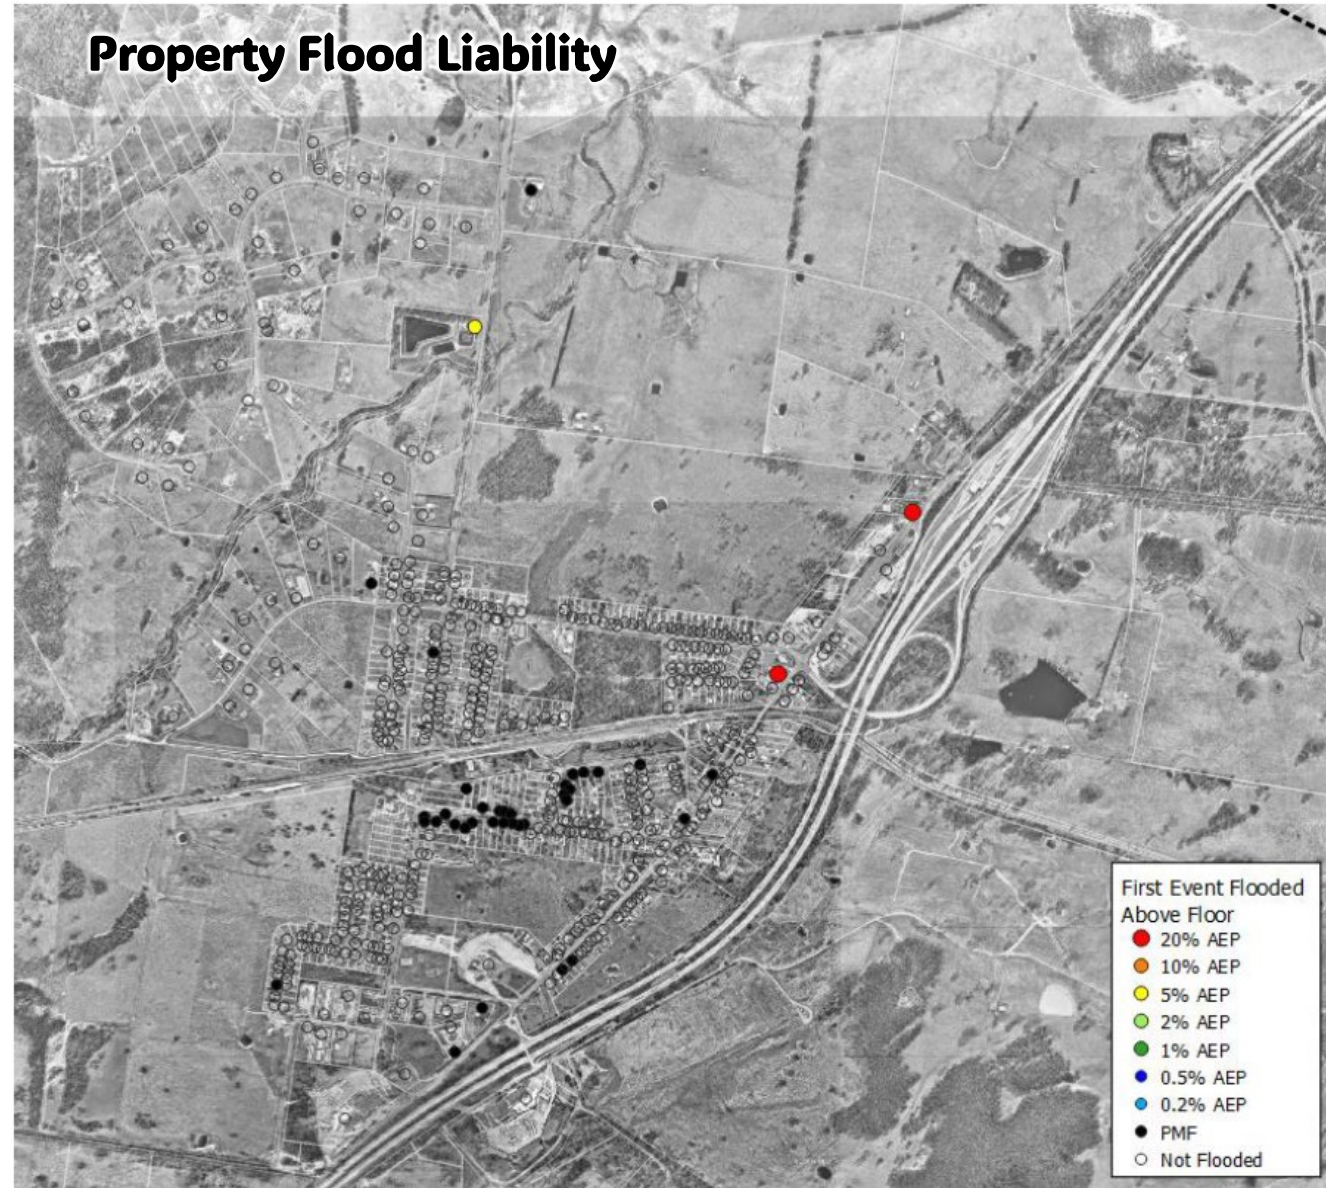 Property Flood Liability
First Event Flooded
Above Floor
20% AEP
10% AEP
5% AEP
2% AEP
1% AEP
0.5% AEP
0.2% AEP
PMF
Not Flooded